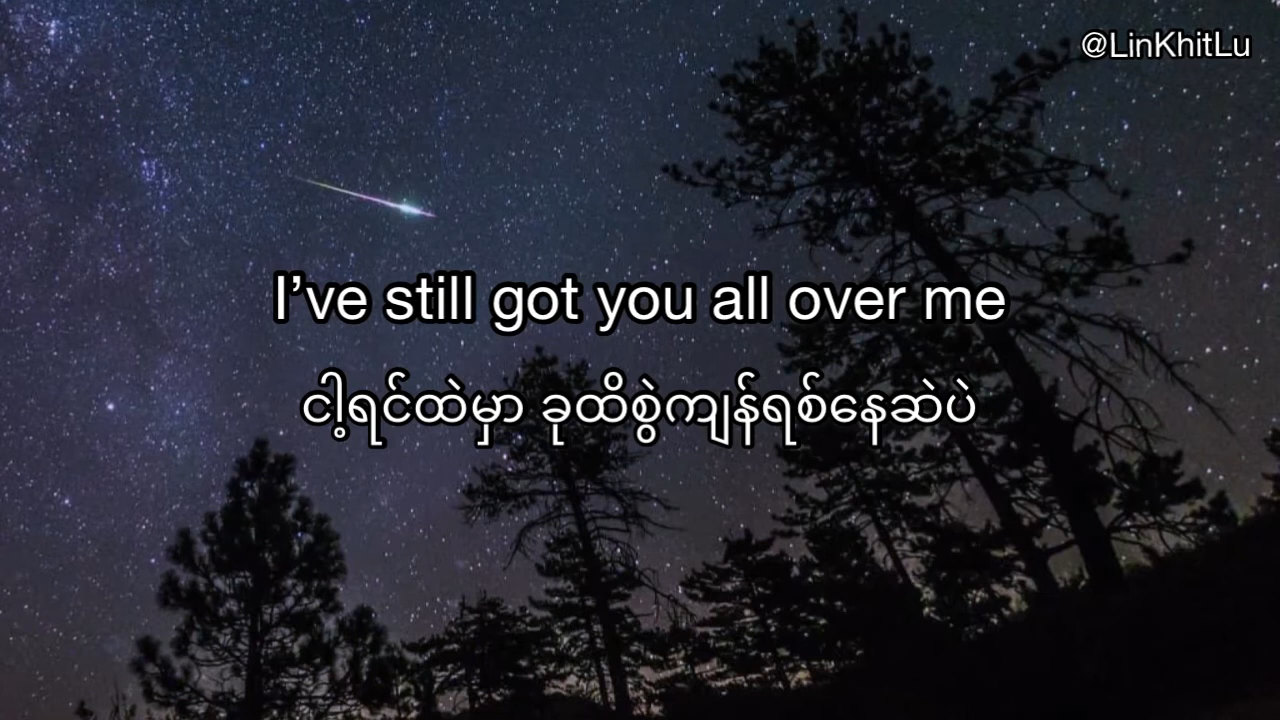 @LinKhitLu
I’ve still got you all over me
ငါ့ရင်ထဲမှာ ခုထိစွဲကျန်ရစ်နေဆဲပဲ